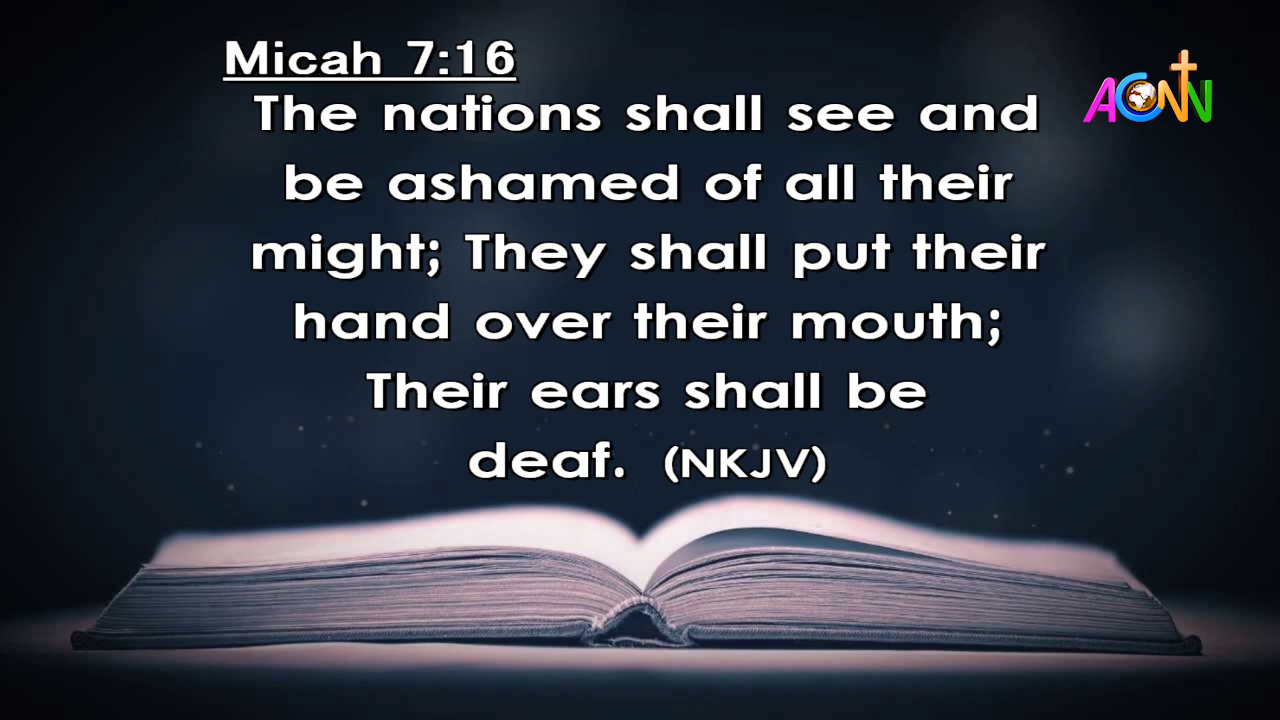 Micah 7:16
The nations shall see and
be ashamed of all their
might; They shall put their
hand over their mouth;
Their ears shall be
deaf. (NKJV)
ACNN